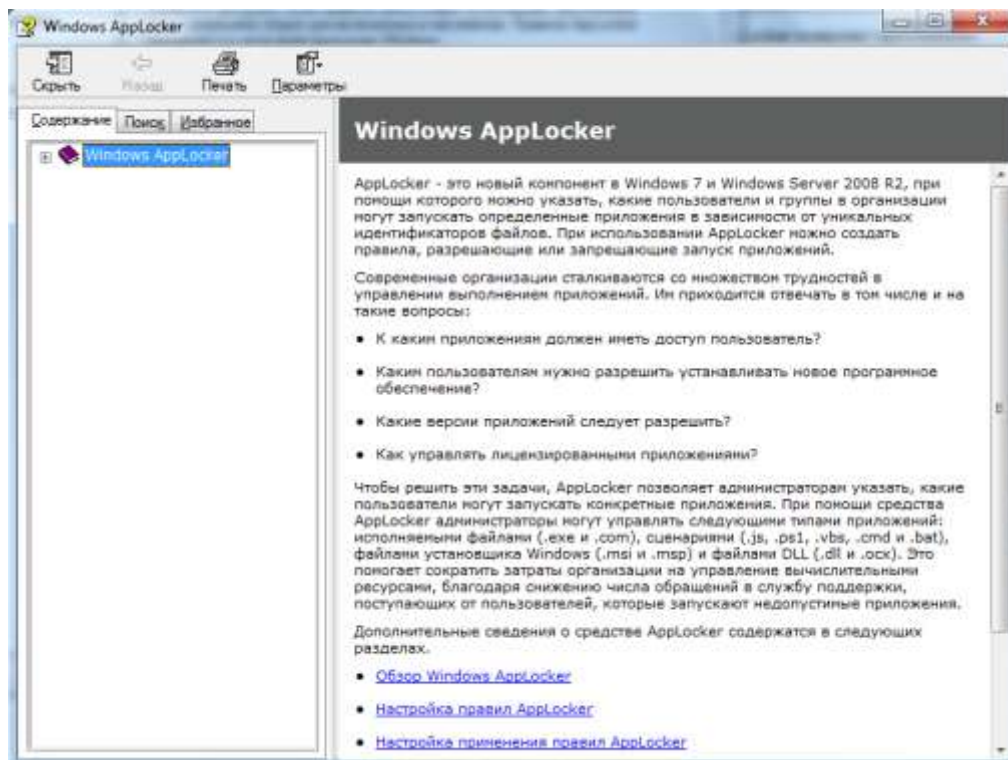 Windows AppLocker
Скрыть Назад Печать Параметры
Содержание Поиск Избранное
Windows AppLocker
Windows AppLocker
AppLocker - это новый компонент в Windows 7 и Windows Server 2008 R2, при
помощи которого можно указать, какие пользователи и группы в организации
могут запускать определенные приложения в зависимости от уникальных
идентификаторов файлов. При использовании AppLocker можно создать
правила, разрешающие или запрещающие запуск приложений.
Современные организации сталкиваются со множеством трудностей в
управлении выполнением приложений. Им приходится отвечать в том числе и на
такие вопросы:
• К каким приложениям должен иметь доступ пользователь?
• Каким пользователям нужно разрешить устанавливать новое программное
обеспечение?
• Какие версии приложений следует разрешить?
• Как управлять лицензированными приложениями?
Чтобы решить эти задачи, AppLocker позволяет администраторам указать, какие
пользователи могут запускать конкретные приложения. При помощи средства
AppLocker администраторы могут управлять следующими типами приложений:
исполняемыми файлами (.exe и .com), сценариями (.js, .ps1, .vbs, .cmd и .bat),
файлами установщика Windows (.msi и .msp) и файлами DLL (.dll и .ocx). Это
помогает сократить затраты организации на управление вычислительными
ресурсами, благодаря снижению числа обращений в службу поддержки,
поступающих от пользователей, которые запускают недопустимые приложения.
Дополнительные сведения о средстве AppLocker содержатся в следующих
разделах.
• Обзор Windows AppLocker
• Настройка правил AppLocker
• Настройка применения правил AppLocker